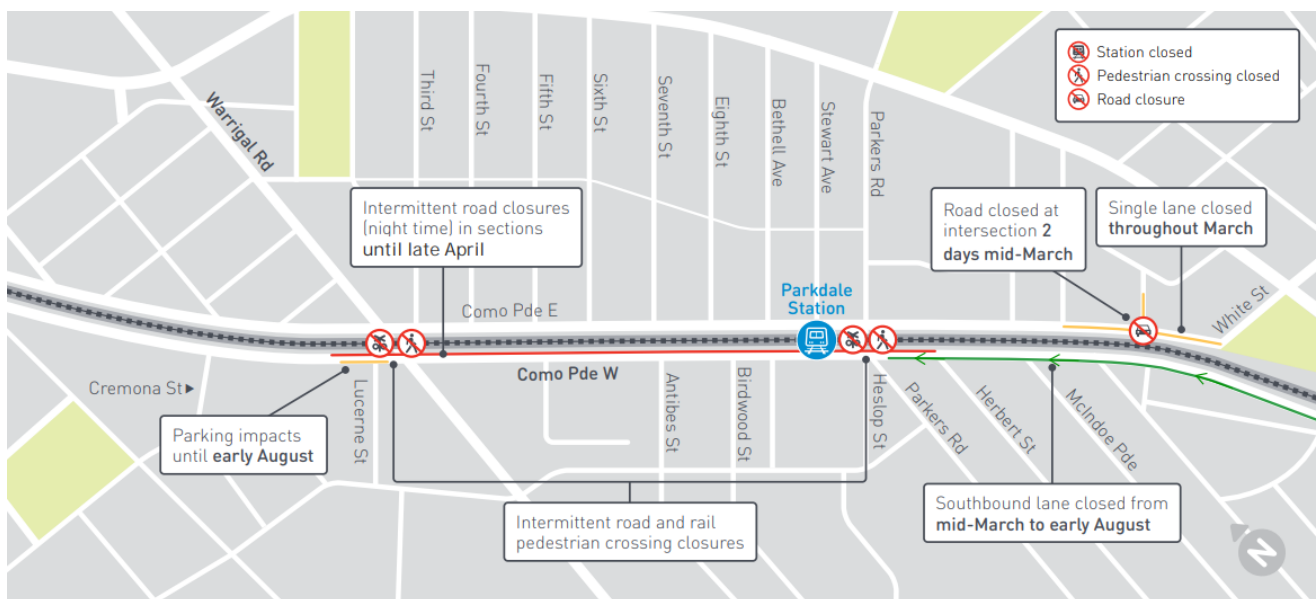 Station closed
Pedestrian crossing closed
Road closure
Warrigal Rd
Third St
Fourth St
Fifth St
Sixth St
Seventh St
Eighth St
Bethell Ave
Stewart Ave
Parkers Rd
Intermittent road closures
(night time) in sections
until late April
Road closed at
intersection 2
days mid-March
Single lane closed
throughout March
Parkdale
Station
Como Pde E
White St
Como Pde W
Cremona St
Lucerne St
Antibes St
Birdwood St
Heslop St
Parkers Rd
Herbert St
McIndoe Pde
Parking impacts
until early August
Intermittent road and rail
pedestrian crossing closures
Southbound lane closed from
mid-March to early August
N